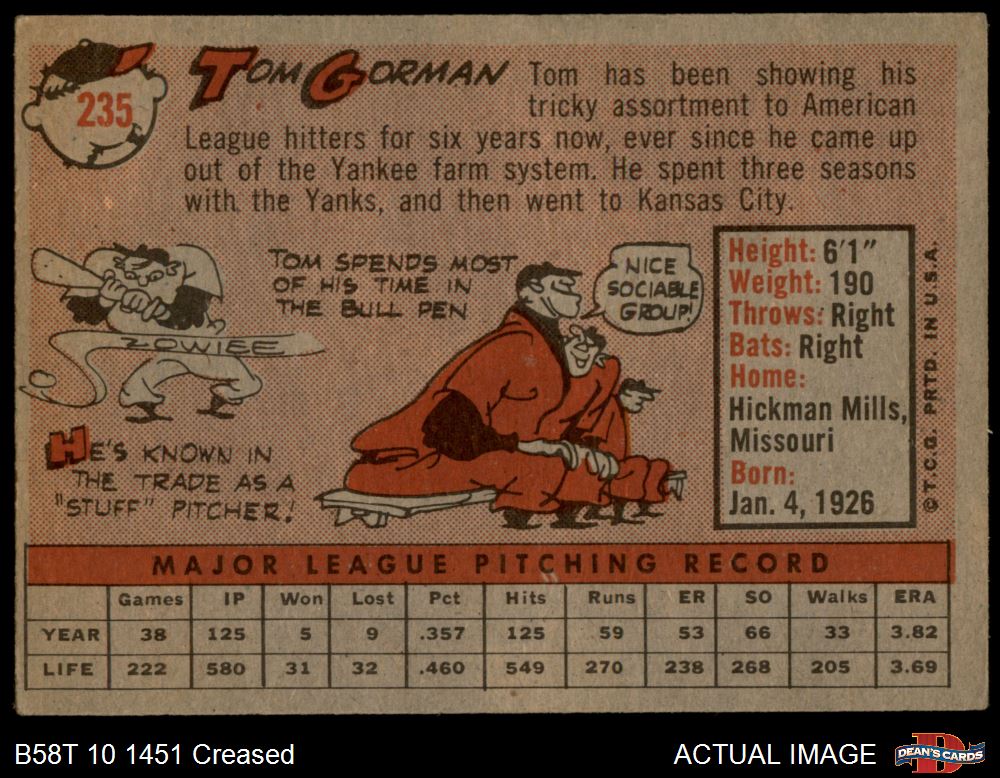 235
TOM GORMAN
Tom has been showing his
tricky assortment to American
League hitters for six years now, ever since he came up
out of the Yankee farm system. He spent three seasons
with the Yanks, and then went to Kansas City.
ZOWIEE
HE'S KNOWN IN
THE TRADE AS A
"STUFF" PITCHER!
TOM SPENDS MOST
OF HIS TIME IN
THE BULL PEN
NICE
SOCIABLE
GROUP!
Height: 6'1"
Weight: 190
Throws: Right
Bats: Right
Home:
Hickman Mills,
Missouri
Born:
Jan. 4, 1926
© T.C.G. PRTD. IN U.S.A.
MAJOR LEAGUE PITCHING RECORD
Games IP Won Lost Pct Hits Runs ER SO Walks ERA
YEAR 38 125 5 9 .357 125 59 53 66 33 3.82
LIFE 222 580 31 32 .460 549 270 238 268 205 3.69
B58T 10 1451 Creased
ACTUAL IMAGE
DEAN'S CARDS